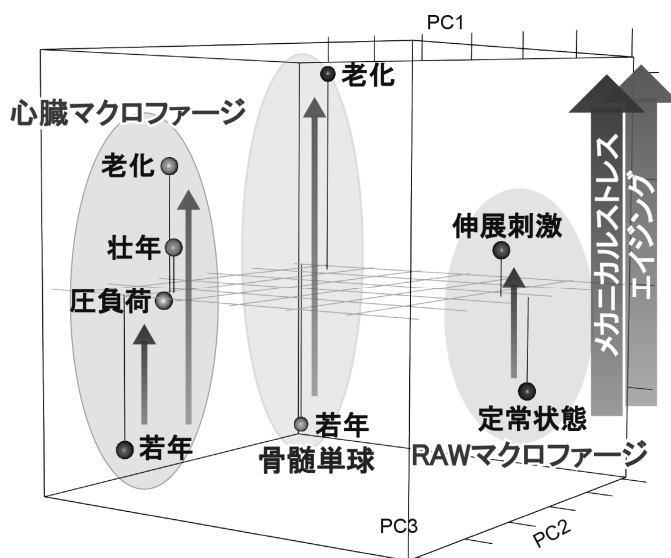 PC1
心臓マクロファージ
老化
老化
壮年
圧負荷
若年
若年
骨髄単球
伸展刺激
定常状態
RAWマクロファージ
メカニカルストレス
エイジング
PC3
PC2